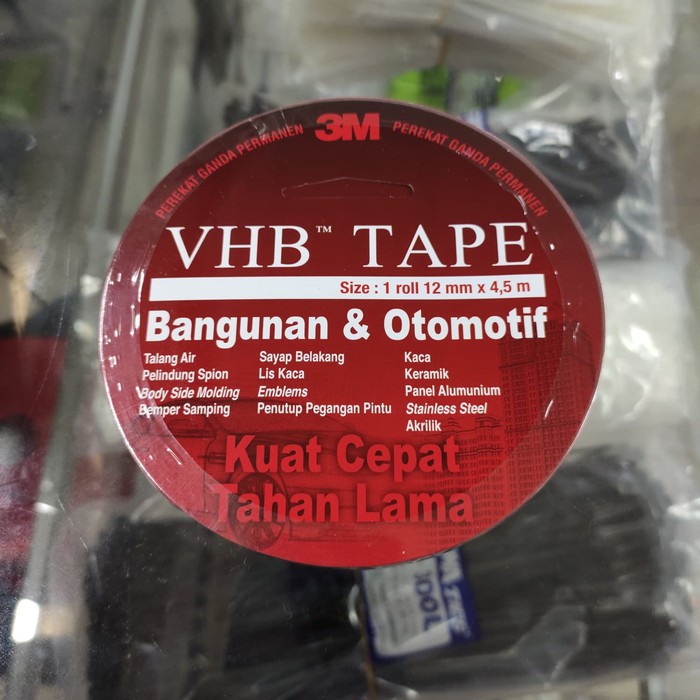 PEREKAT GANDA PERMANEN 3M PEREKAT GANDA PERMANEN
VHB™ TAPE
Size : 1 roll 12 mm x 4,5 m
Bangunan & Otomotif
Talang Air Sayap Belakang Kaca
Pelindung Spion Lis Kaca Keramik
Body Side Molding Emblems Panel Alumunium
Bemper Samping Penutup Pegangan Pintu Stainless Steel
Akrilik
Kuat Cepat
Tahan Lama